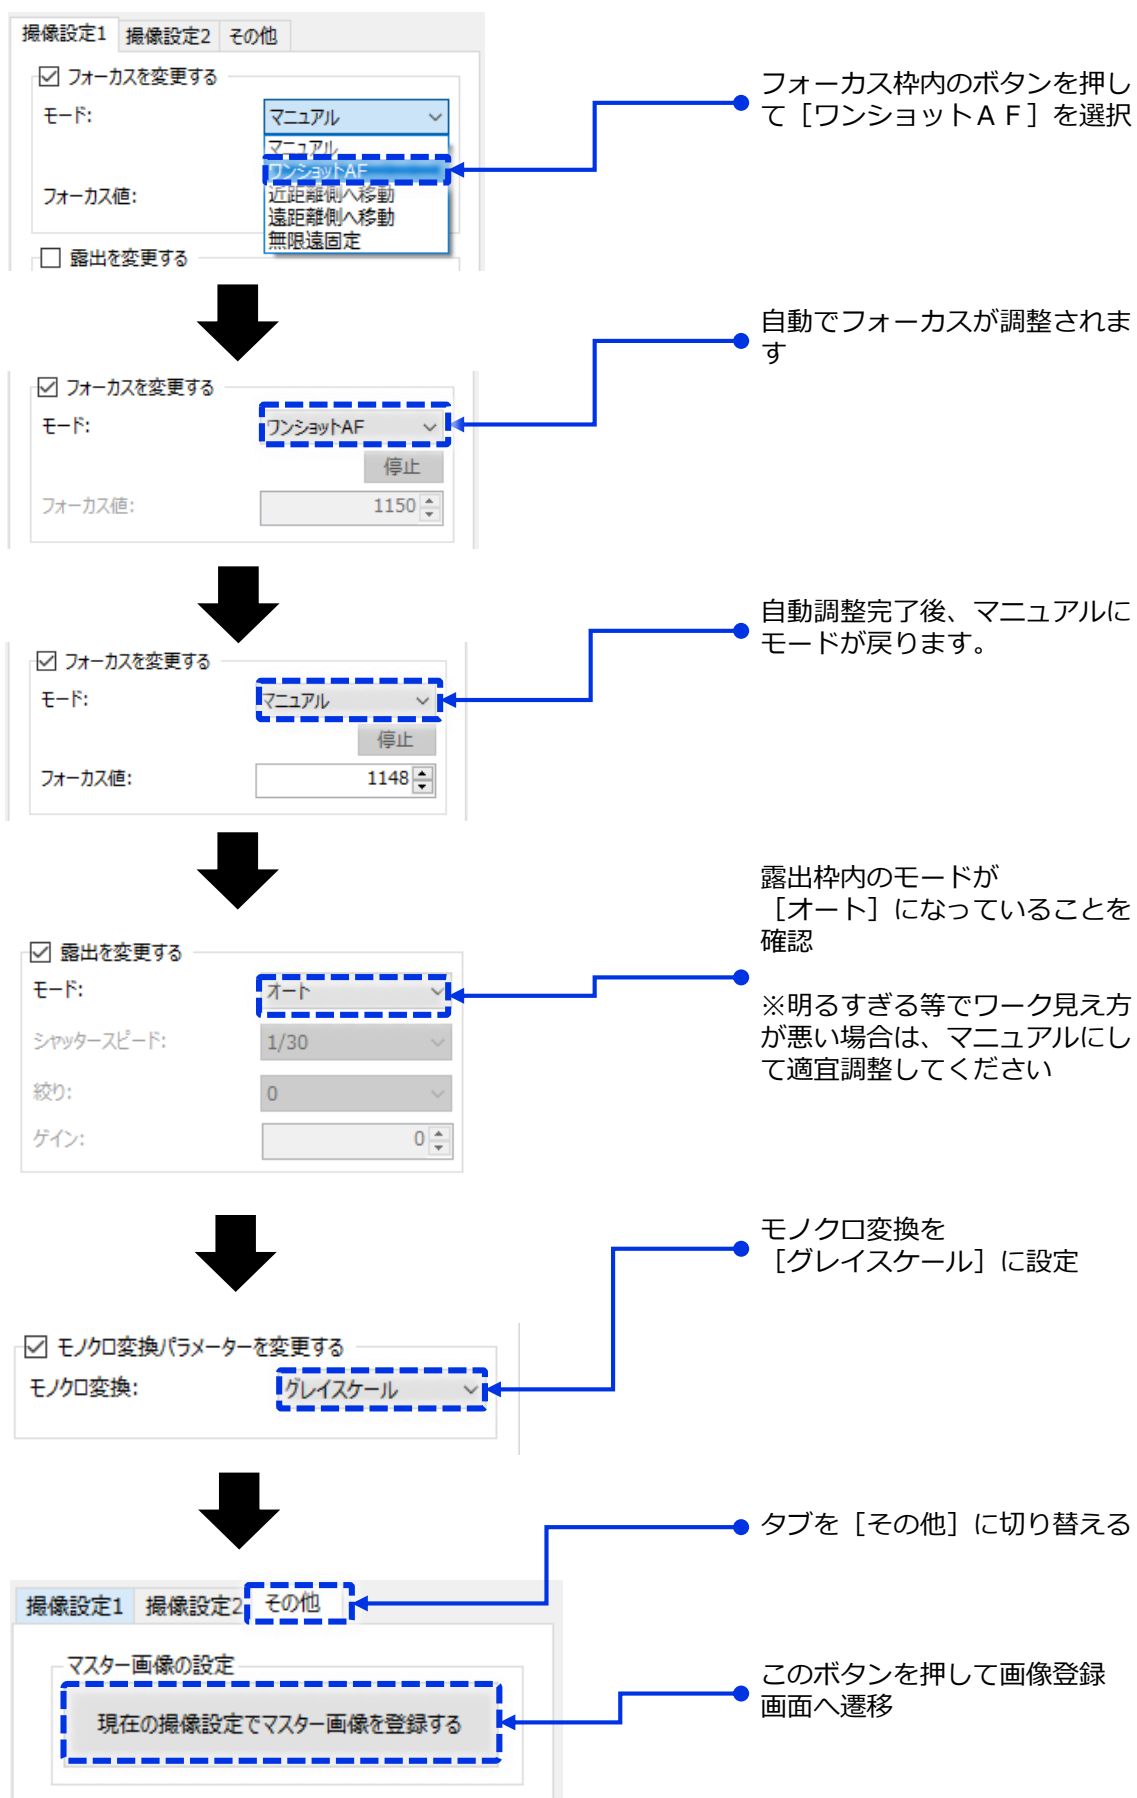 撮像設定1 撮像設定2 その他
フォーカスを変更する
モード: マニュアル
マニュアル
ワンショットAF
近距離側へ移動
フォーカス値:
遠距離側へ移動
無限遠固定
露出を変更する
フォーカス枠内のボタンを押し
て［ワンショットＡＦ］を選択
自動でフォーカスが調整されま
す
フォーカスを変更する
モード: ワンショットAF
停止
フォーカス値: 1150
自動調整完了後、マニュアルに
モードが戻ります。
フォーカスを変更する
モード: マニュアル
停止
フォーカス値: 1148
露出枠内のモードが
［オート］になっていることを
確認
※明るすぎる等でワーク見え方
が悪い場合は、マニュアルにし
て適宜調整してください
露出を変更する
モード: オート
シャッタースピード: 1/30
絞り: 0
ゲイン: 0
モノクロ変換を
［グレイスケール］に設定
モノクロ変換パラメーターを変更する
モノクロ変換: グレイスケール
タブを［その他］に切り替える
撮像設定1 撮像設定2 その他
マスター画像の設定
現在の撮像設定でマスター画像を登録する
このボタンを押して画像登録
画面へ遷移